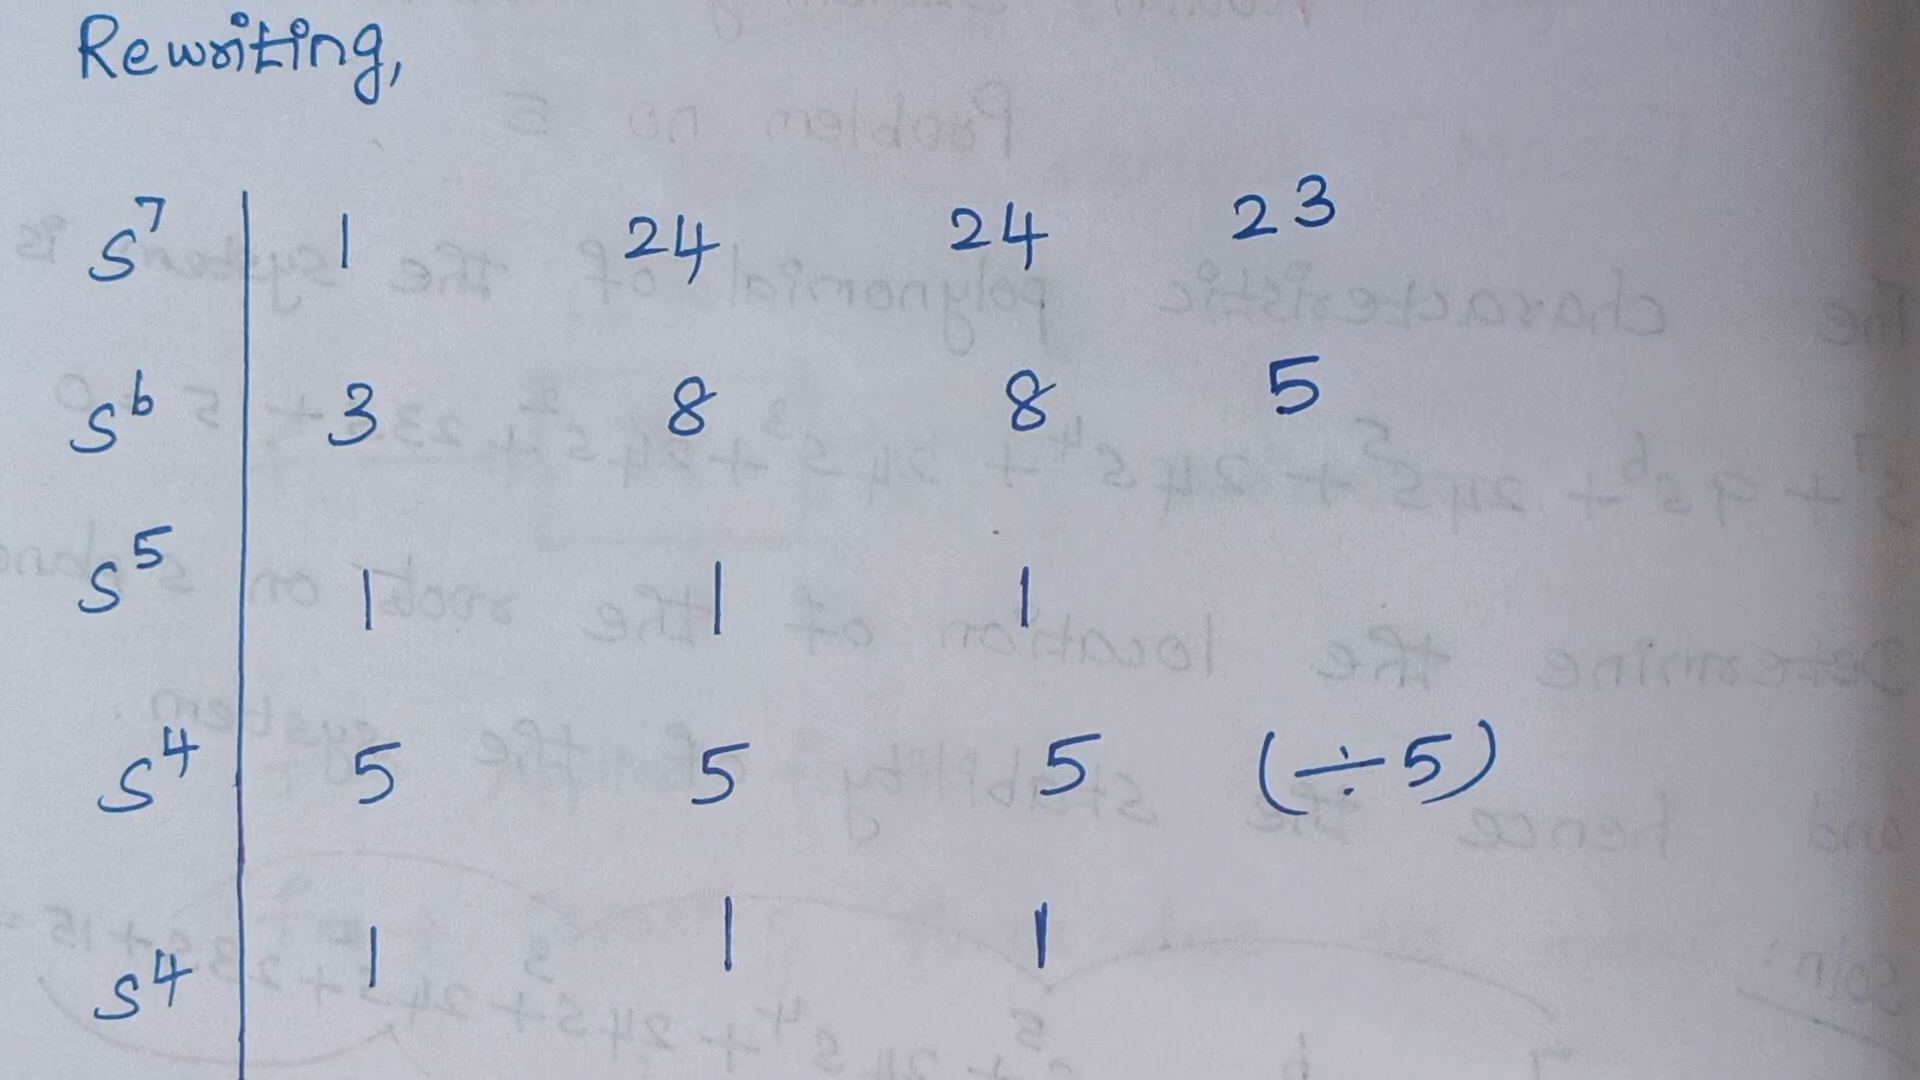 Rewriting,
s⁷ | 1 24 24 23
s⁶ | 3 8 8 5
s⁵ | 1 1 1
s⁴ | 5 5 5 (÷5)
s⁴ | 1 1 1